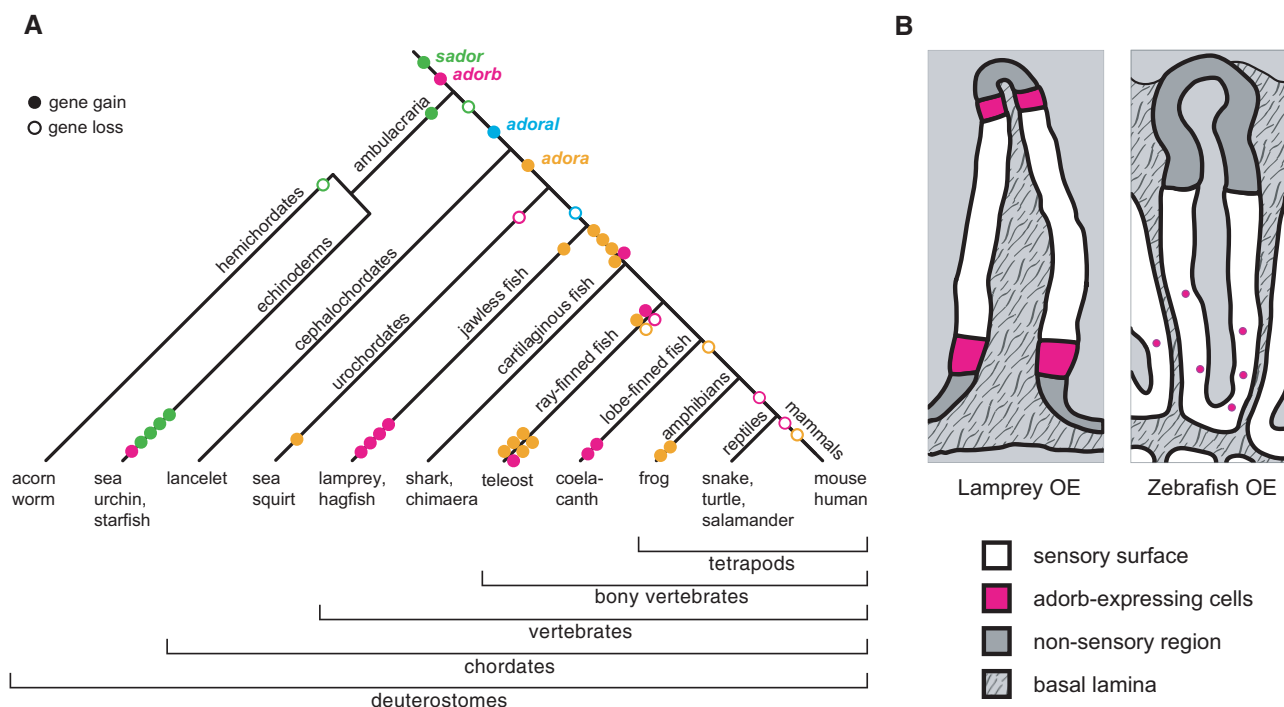 A
sador
adorb
gene gain
gene loss
adoral
adora
ambulacraria
hemichordates
echinoderms
cephalochordates
urochordates
jawless fish
cartilaginous fish
ray-finned fish
lobe-finned fish
amphibians
reptiles
mammals
acorn
worm
sea
urchin,
starfish
lancelet
sea
squirt
lamprey,
hagfish
shark,
chimaera
teleost
coela-
canth
frog
snake,
turtle,
salamander
mouse
human
tetrapods
bony vertebrates
vertebrates
chordates
deuterostomes
B
Lamprey OE
Zebrafish OE
sensory surface
adorb-expressing cells
non-sensory region
basal lamina